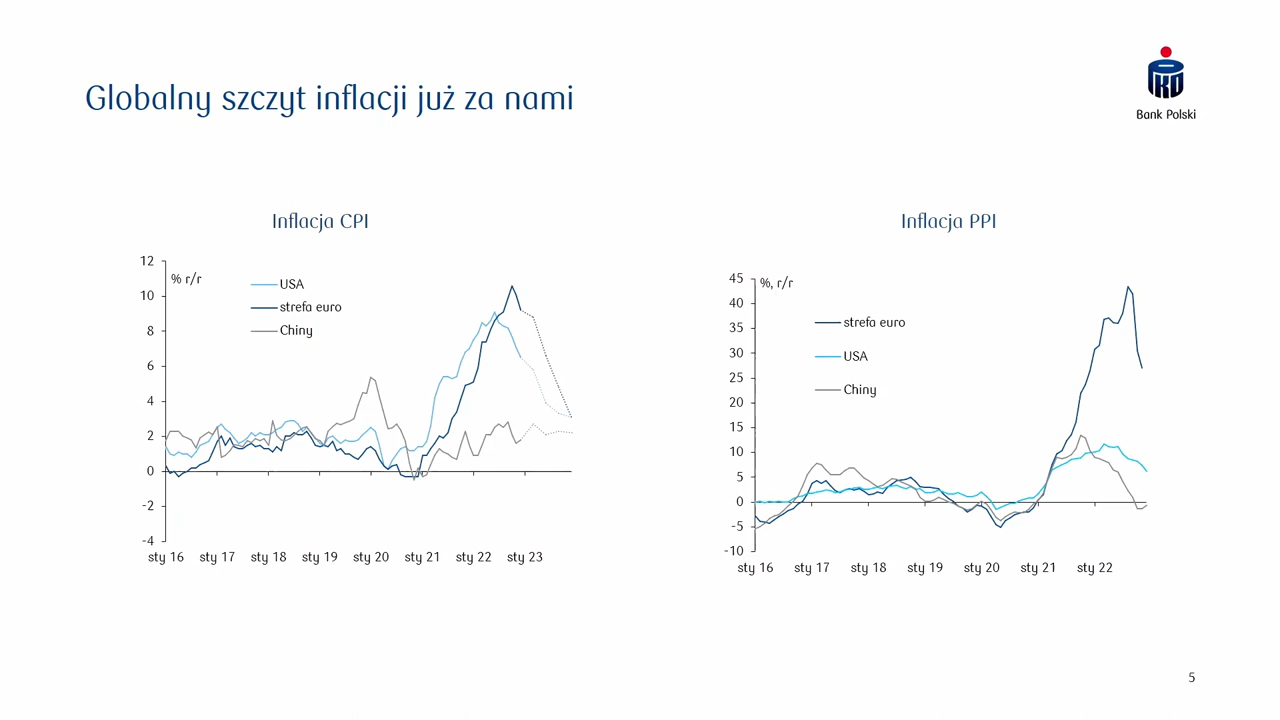 Globalny szczyt inflacji już za nami
PKO
Bank Polski
Inflacja CPI
12
10
8
6
4
2
0
-2
-4
% r/r
USA
strefa euro
Chiny
sty 16 sty 17 sty 18 sty 19 sty 20 sty 21 sty 22 sty 23
Inflacja PPI
45
40
35
30
25
20
15
10
5
0
-5
-10
%, r/r
strefa euro
USA
Chiny
sty 16 sty 17 sty 18 sty 19 sty 20 sty 21 sty 22
5